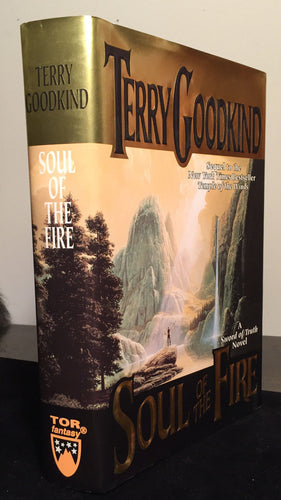 TERRY
GOODKIND
SOUL
OF
THE
FIRE
TOR®
fantasy
TERRY GOODKIND
Sequel to the
New York Times Bestseller
Temple of the Winds
A
Sword of Truth
Novel
SOUL OF THE FIRE